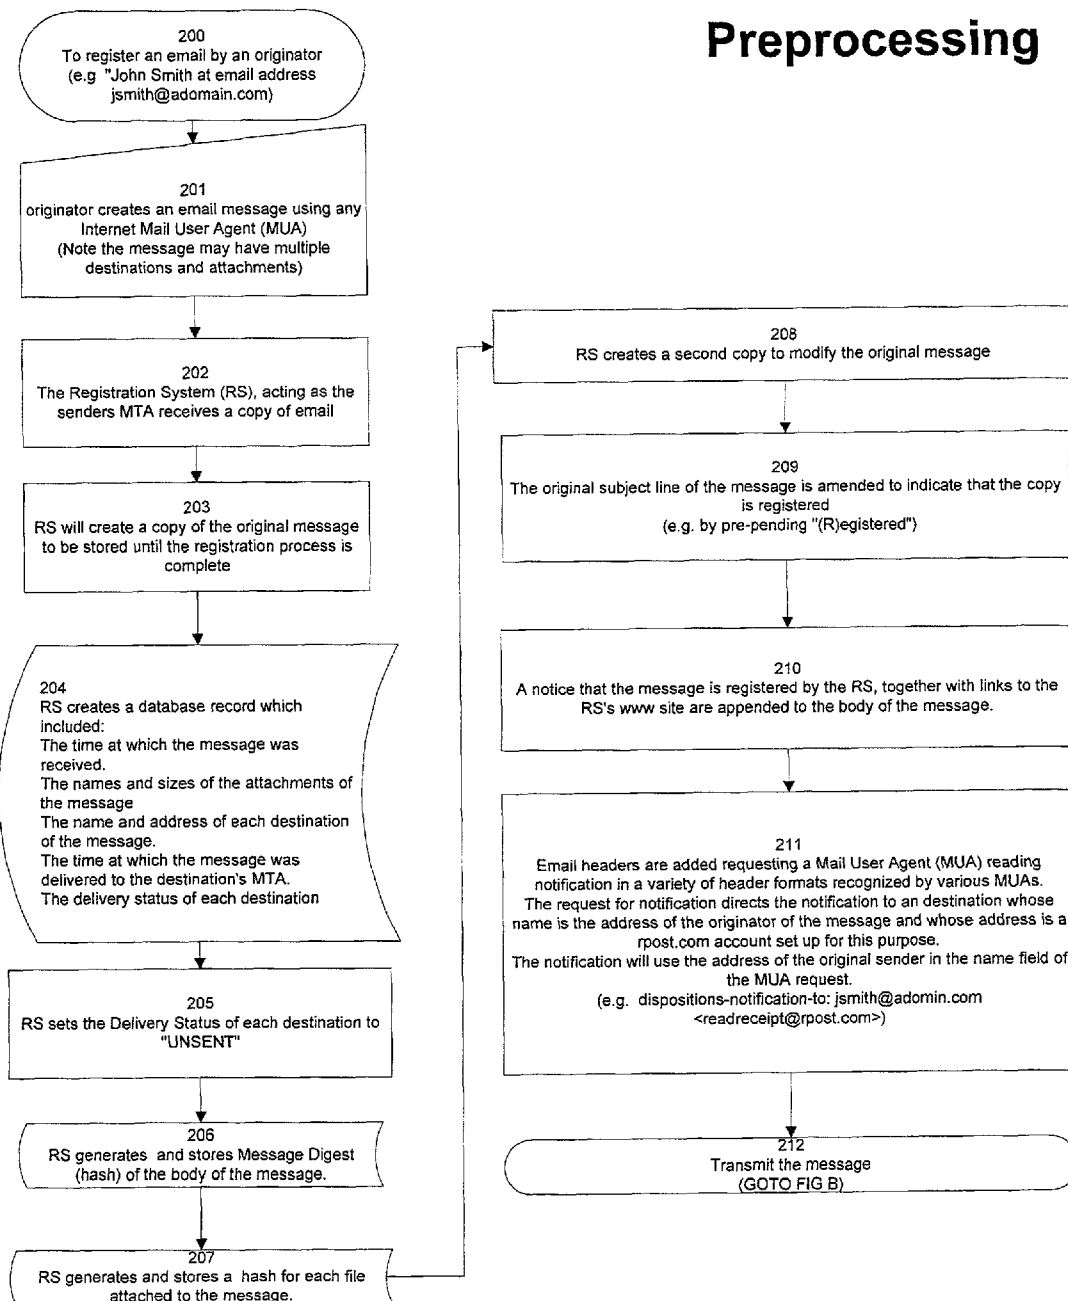 Preprocessing
200
To register an email by an originator
(e.g "John Smith at email address
jsmith@adomain.com)
201
originator creates an email message using any
Internet Mail User Agent (MUA)
(Note the message may have multiple
destinations and attachments)
202
The Registration System (RS), acting as the
senders MTA receives a copy of email
203
RS will create a copy of the original message
to be stored until the registration process is
complete
204
RS creates a database record which
included:
The time at which the message was
received.
The names and sizes of the attachments of
the message
The name and address of each destination
of the message.
The time at which the message was
delivered to the destination's MTA.
The delivery status of each destination
205
RS sets the Delivery Status of each destination to
"UNSENT"
206
RS generates and stores Message Digest
(hash) of the body of the message.
207
RS generates and stores a hash for each file
attached to the message.
208
RS creates a second copy to modify the original message
209
The original subject line of the message is amended to indicate that the copy
is registered
(e.g. by pre-pending "(R)egistered")
210
A notice that the message is registered by the RS, together with links to the
RS's www site are appended to the body of the message.
211
Email headers are added requesting a Mail User Agent (MUA) reading
notification in a variety of header formats recognized by various MUAs.
The request for notification directs the notification to an destination whose
name is the address of the originator of the message and whose address is a
rpost.com account set up for this purpose.
The notification will use the address of the original sender in the name field of
the MUA request.
(e.g. dispositions-notification-to: jsmith@adomin.com
<readreceipt@rpost.com>)
212
Transmit the message
(GOTO FIG B)